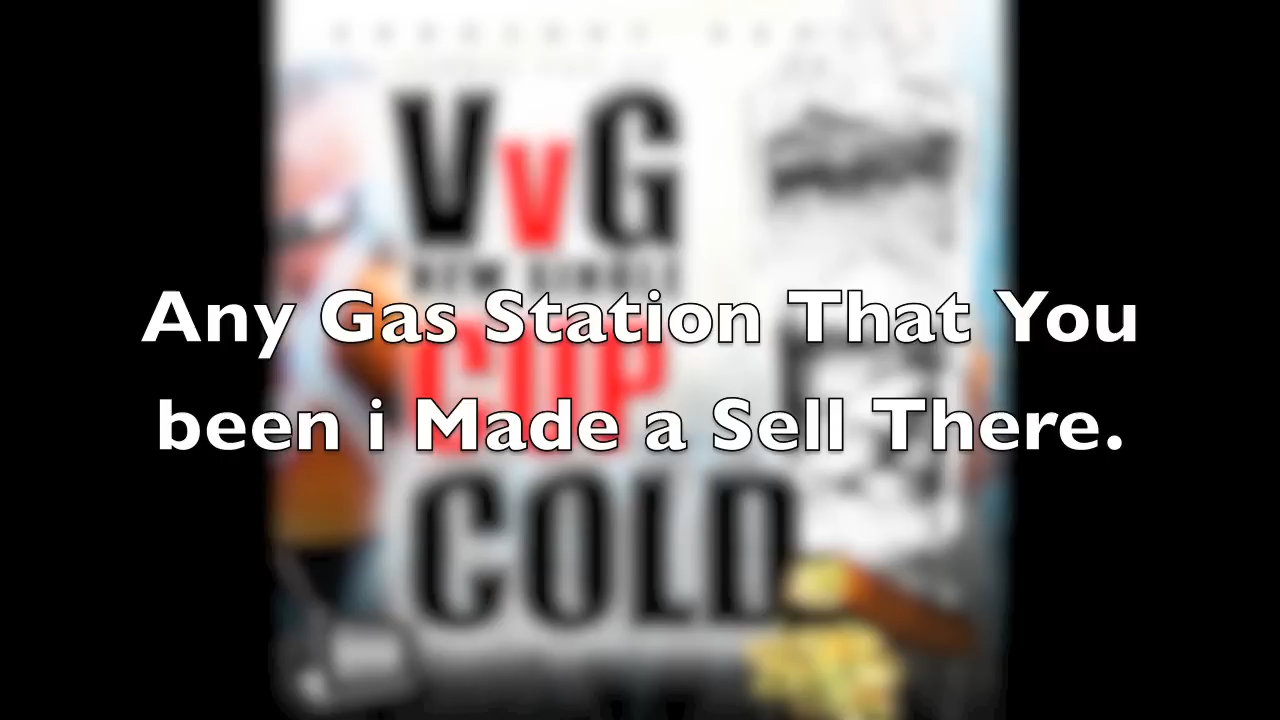 VvG
NEW SINGLE
Any Gas Station That You
CUP
been i Made a Sell There.
COLD